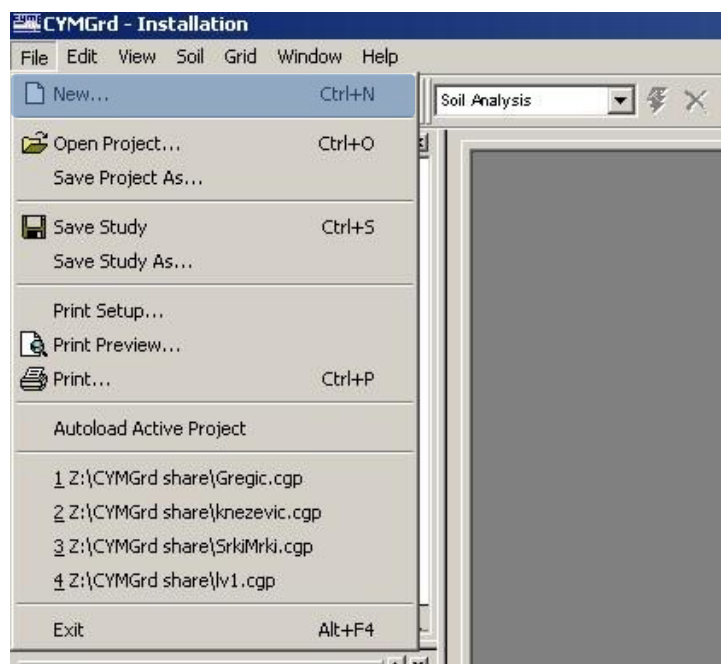 CYMGrd - Installation
File Edit View Soil Grid Window Help
New... Ctrl+N
Soil Analysis
Open Project... Ctrl+O
Save Project As...
Save Study Ctrl+S
Save Study As...
Print Setup...
Print Preview...
Print... Ctrl+P
Autoload Active Project
1 Z:\CYMGrd share\Gregic.cgp
2 Z:\CYMGrd share\knezevic.cgp
3 Z:\CYMGrd share\SrkiMrki.cgp
4 Z:\CYMGrd share\lv1.cgp
Exit Alt+F4